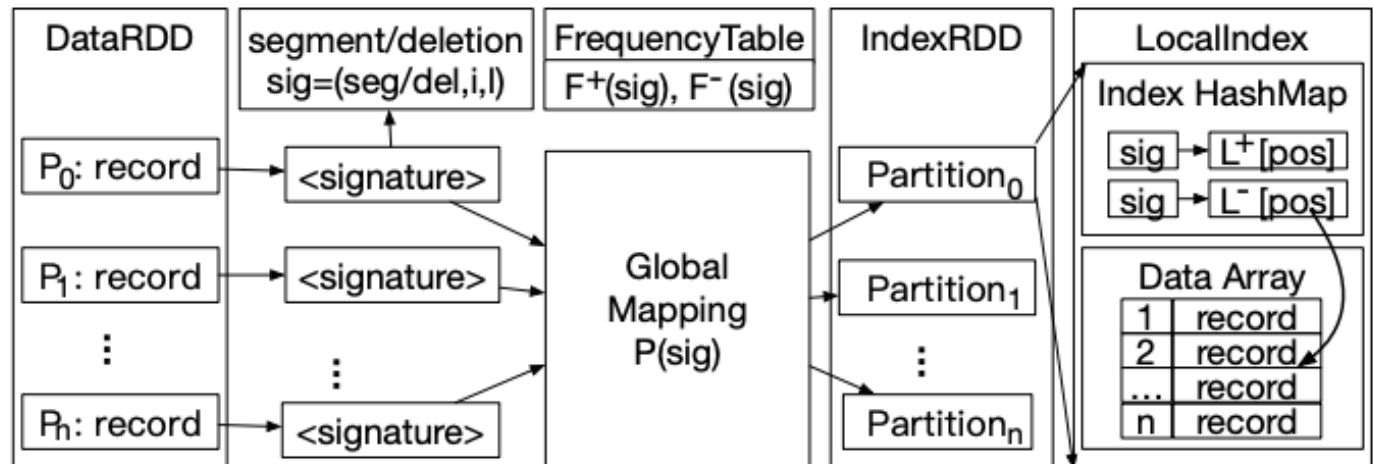 DataRDD
P0: record
P1: record
⋮
Pn: record
segment/deletion
sig=(seg/del,i,l)
<signature>
<signature>
⋮
<signature>
FrequencyTable
F+(sig), F-(sig)
Global
Mapping
P(sig)
IndexRDD
Partition0
Partition1
⋮
Partitionn
LocalIndex
Index HashMap
sig L+[pos]
sig L-[pos]
Data Array
1 record
2 record
... record
n record